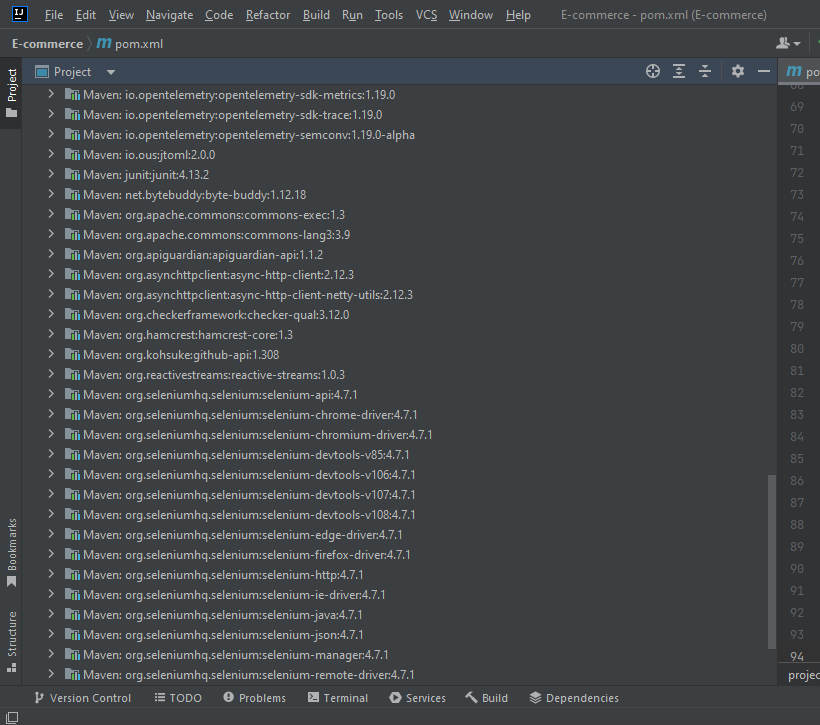 IJ File Edit View Navigate Code Refactor Build Run Tools VCS Window Help E-commerce - pom.xml (E-commerce)
E-commerce m pom.xml
Project
Project
m po
Maven: io.opentelemetry:opentelemetry-sdk-metrics:1.19.0
Maven: io.opentelemetry:opentelemetry-sdk-trace:1.19.0
Maven: io.opentelemetry:opentelemetry-semconv:1.19.0-alpha
Maven: io.ous:jtoml:2.0.0
Maven: junit:junit:4.13.2
Maven: net.bytebuddy:byte-buddy:1.12.18
Maven: org.apache.commons:commons-exec:1.3
Maven: org.apache.commons:commons-lang3:3.9
Maven: org.apiguardian:apiguardian-api:1.1.2
Maven: org.asynchttpclient:async-http-client:2.12.3
Maven: org.asynchttpclient:async-http-client-netty-utils:2.12.3
Maven: org.checkerframework:checker-qual:3.12.0
Maven: org.hamcrest:hamcrest-core:1.3
Maven: org.kohsuke:github-api:1.308
Maven: org.reactivestreams:reactive-streams:1.0.3
Maven: org.seleniumhq.selenium:selenium-api:4.7.1
Maven: org.seleniumhq.selenium:selenium-chrome-driver:4.7.1
Maven: org.seleniumhq.selenium:selenium-chromium-driver:4.7.1
Maven: org.seleniumhq.selenium:selenium-devtools-v85:4.7.1
Maven: org.seleniumhq.selenium:selenium-devtools-v106:4.7.1
Maven: org.seleniumhq.selenium:selenium-devtools-v107:4.7.1
Maven: org.seleniumhq.selenium:selenium-devtools-v108:4.7.1
Maven: org.seleniumhq.selenium:selenium-edge-driver:4.7.1
Maven: org.seleniumhq.selenium:selenium-firefox-driver:4.7.1
Maven: org.seleniumhq.selenium:selenium-http:4.7.1
Maven: org.seleniumhq.selenium:selenium-ie-driver:4.7.1
Maven: org.seleniumhq.selenium:selenium-java:4.7.1
Maven: org.seleniumhq.selenium:selenium-json:4.7.1
Maven: org.seleniumhq.selenium:selenium-manager:4.7.1
Maven: org.seleniumhq.selenium:selenium-remote-driver:4.7.1
68
69
70
71
72
73
74
75
76
77
78
79
80
81
82
83
84
85
86
87
88
89
90
91
92
93
94
projec
Bookmarks
Structure
Version Control TODO Problems Terminal Services Build Dependencies